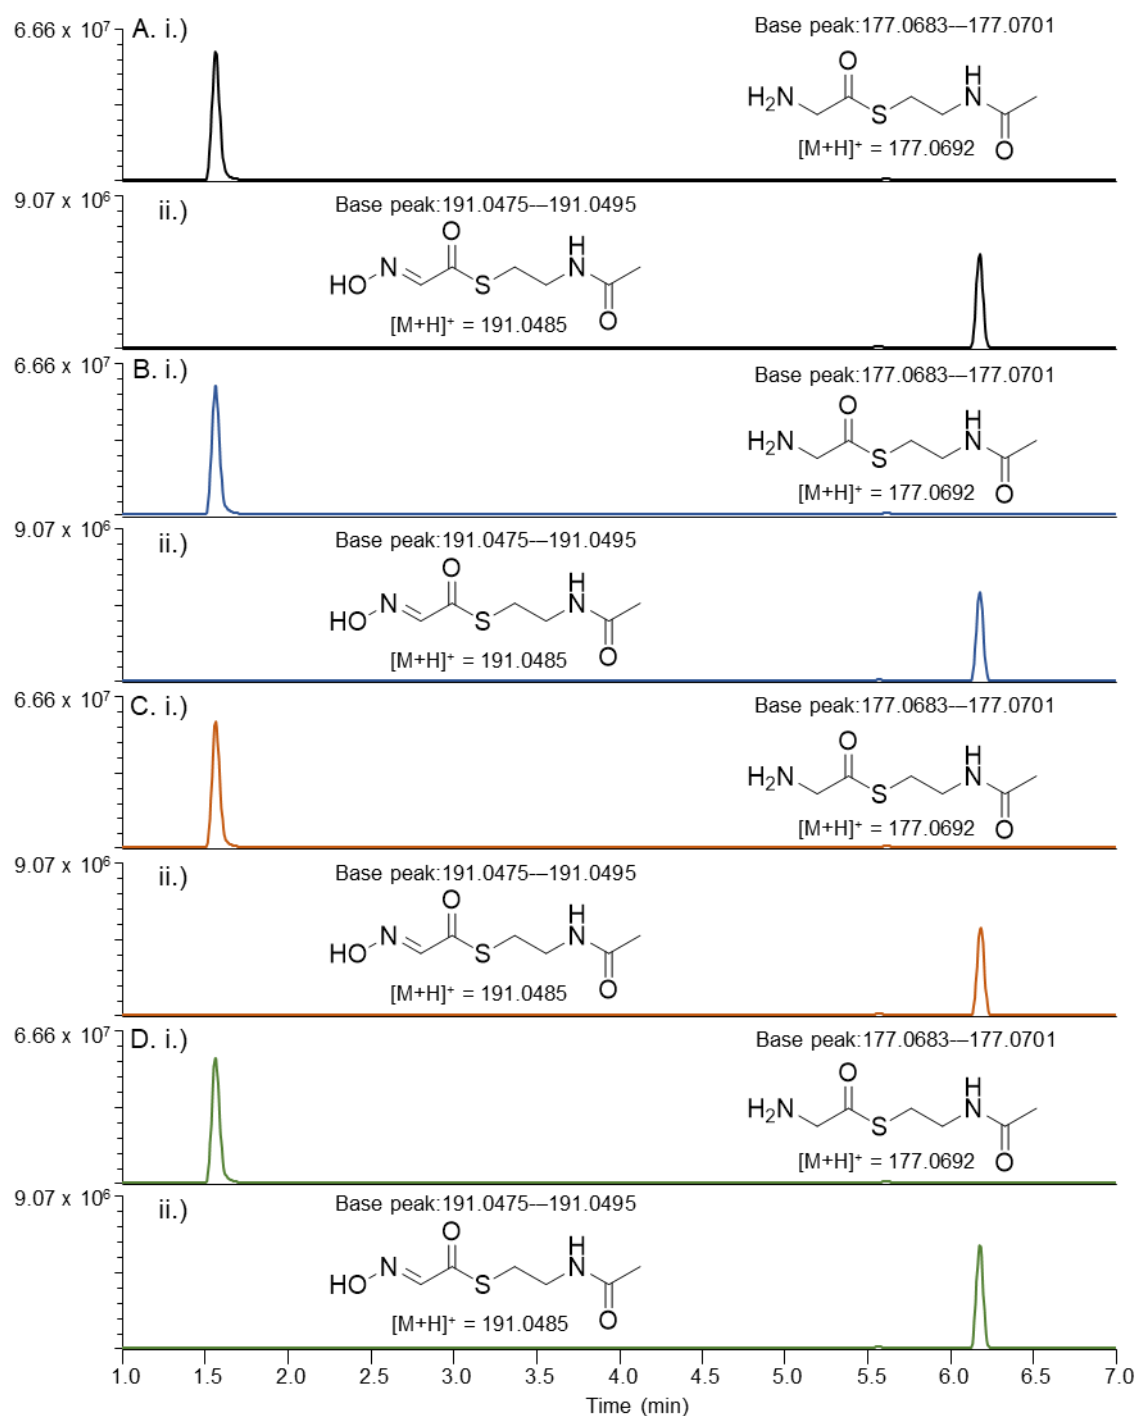 6.66 x 10⁷
A. i.)
Base peak:177.0683-–177.0701
O
H₂N
S
H
N
O
[M+H]⁺ = 177.0692
9.07 x 10⁶
ii.)
Base peak:191.0475-–191.0495
O
HO
N
S
H
N
O
[M+H]⁺ = 191.0485
6.66 x 10⁷
B. i.)
Base peak:177.0683-–177.0701
O
H₂N
S
H
N
O
[M+H]⁺ = 177.0692
9.07 x 10⁶
ii.)
Base peak:191.0475-–191.0495
O
HO
N
S
H
N
O
[M+H]⁺ = 191.0485
6.66 x 10⁷
C. i.)
Base peak:177.0683-–177.0701
O
H₂N
S
H
N
O
[M+H]⁺ = 177.0692
9.07 x 10⁶
ii.)
Base peak:191.0475-–191.0495
O
HO
N
S
H
N
O
[M+H]⁺ = 191.0485
6.66 x 10⁷
D. i.)
Base peak:177.0683-–177.0701
O
H₂N
S
H
N
O
[M+H]⁺ = 177.0692
9.07 x 10⁶
ii.)
Base peak:191.0475-–191.0495
O
HO
N
S
H
N
O
[M+H]⁺ = 191.0485
1.0 1.5 2.0 2.5 3.0 3.5 4.0 4.5 5.0 5.5 6.0 6.5 7.0
Time (min)